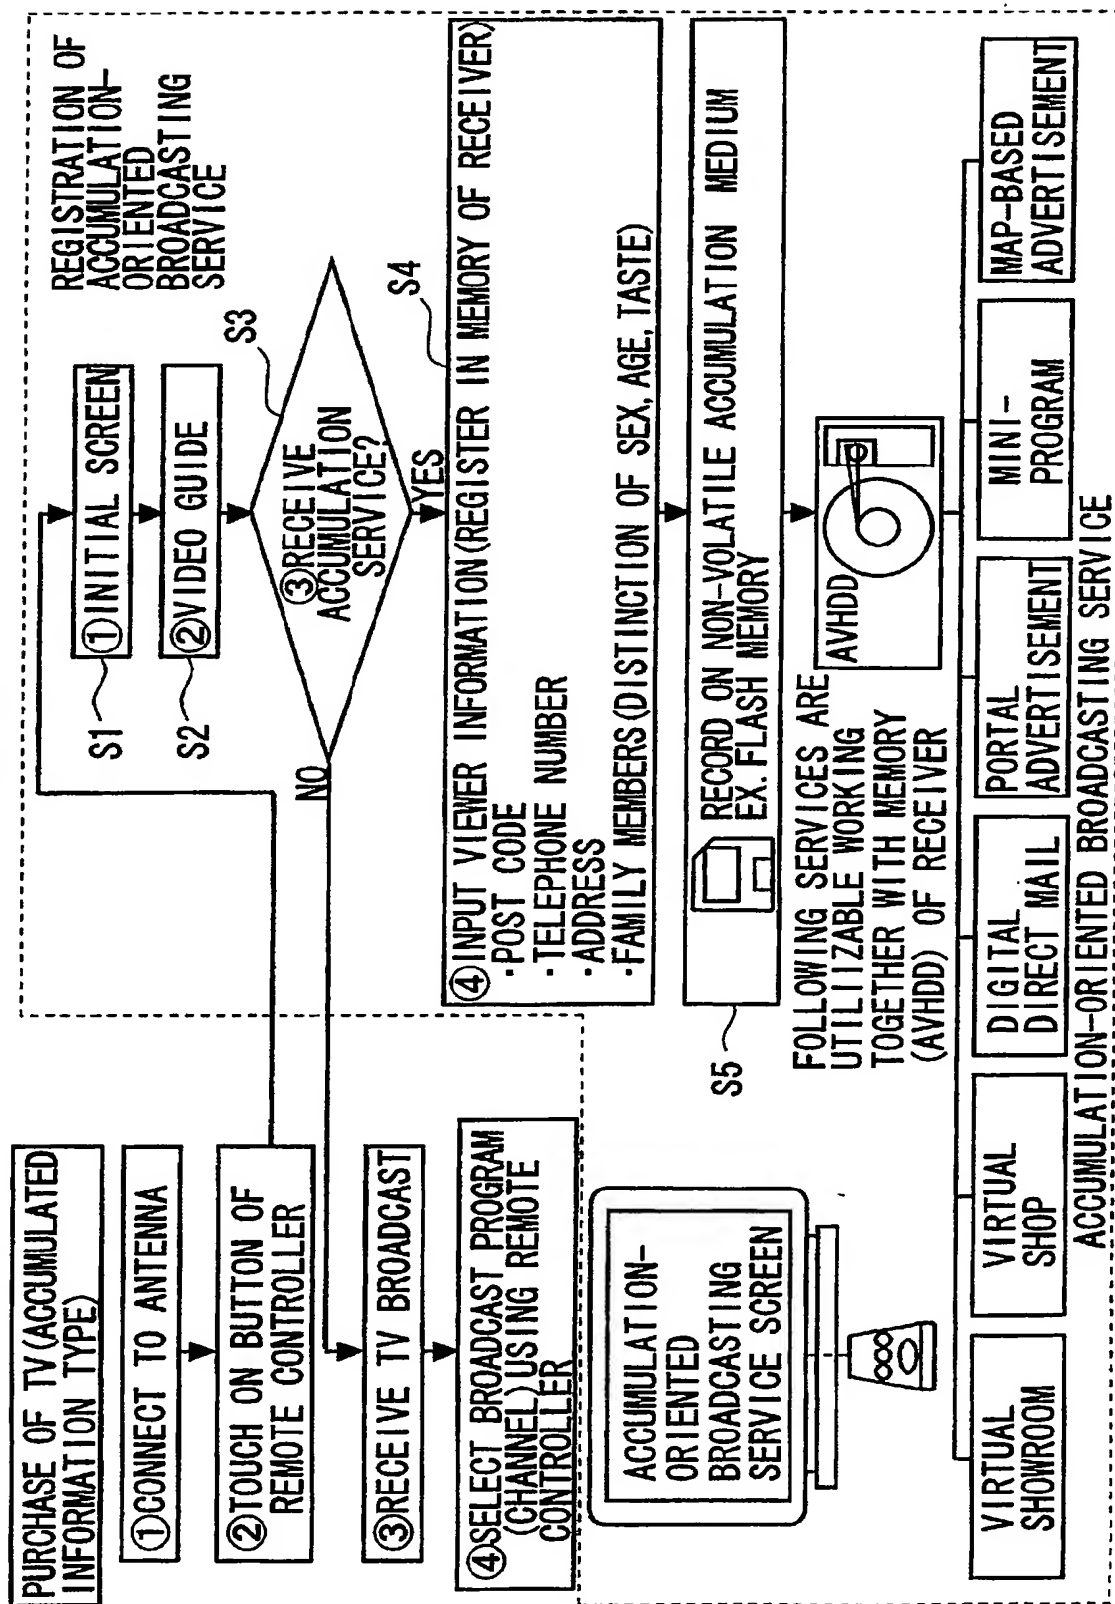 PURCHASE OF TV(ACCUMULATED
INFORMATION TYPE)
①CONNECT TO ANTENNA
②TOUCH ON BUTTON OF
REMOTE CONTROLLER
③RECEIVE TV BROADCAST
④SELECT BROADCAST PROGRAM
(CHANNEL)USING REMOTE
CONTROLLER
REGISTRATION OF
ACCUMULATION-
ORIENTED
BROADCASTING
SERVICE
①INITIAL SCREEN
S1
②VIDEO GUIDE
S2
③RECEIVE
ACCUMULATION
SERVICE?
S3
NO
YES
S4
④INPUT VIEWER INFORMATION(REGISTER IN MEMORY OF RECEIVER)
·POST CODE
·TELEPHONE NUMBER
·ADDRESS
·FAMILY MEMBERS(DISTINCTION OF SEX, AGE, TASTE)
S5
RECORD ON NON-VOLATILE ACCUMULATION MEDIUM
EX. FLASH MEMORY
FOLLOWING SERVICES ARE
UTILIIZABLE WORKING
TOGETHER WITH MEMORY
(AVHDD) OF RECEIVER
AVHDD
ACCUMULATION-
ORIENTED
BROADCASTING
SERVICE SCREEN
VIRTUAL
SHOWROOM
VIRTUAL
SHOP
DIGITAL
DIRECT MAIL
PORTAL
ADVERTISEMENT
MINI-
PROGRAM
MAP-BASED
ADVERTISEMENT
ACCUMULATION-ORIENTED BROADCASTING SERVICE